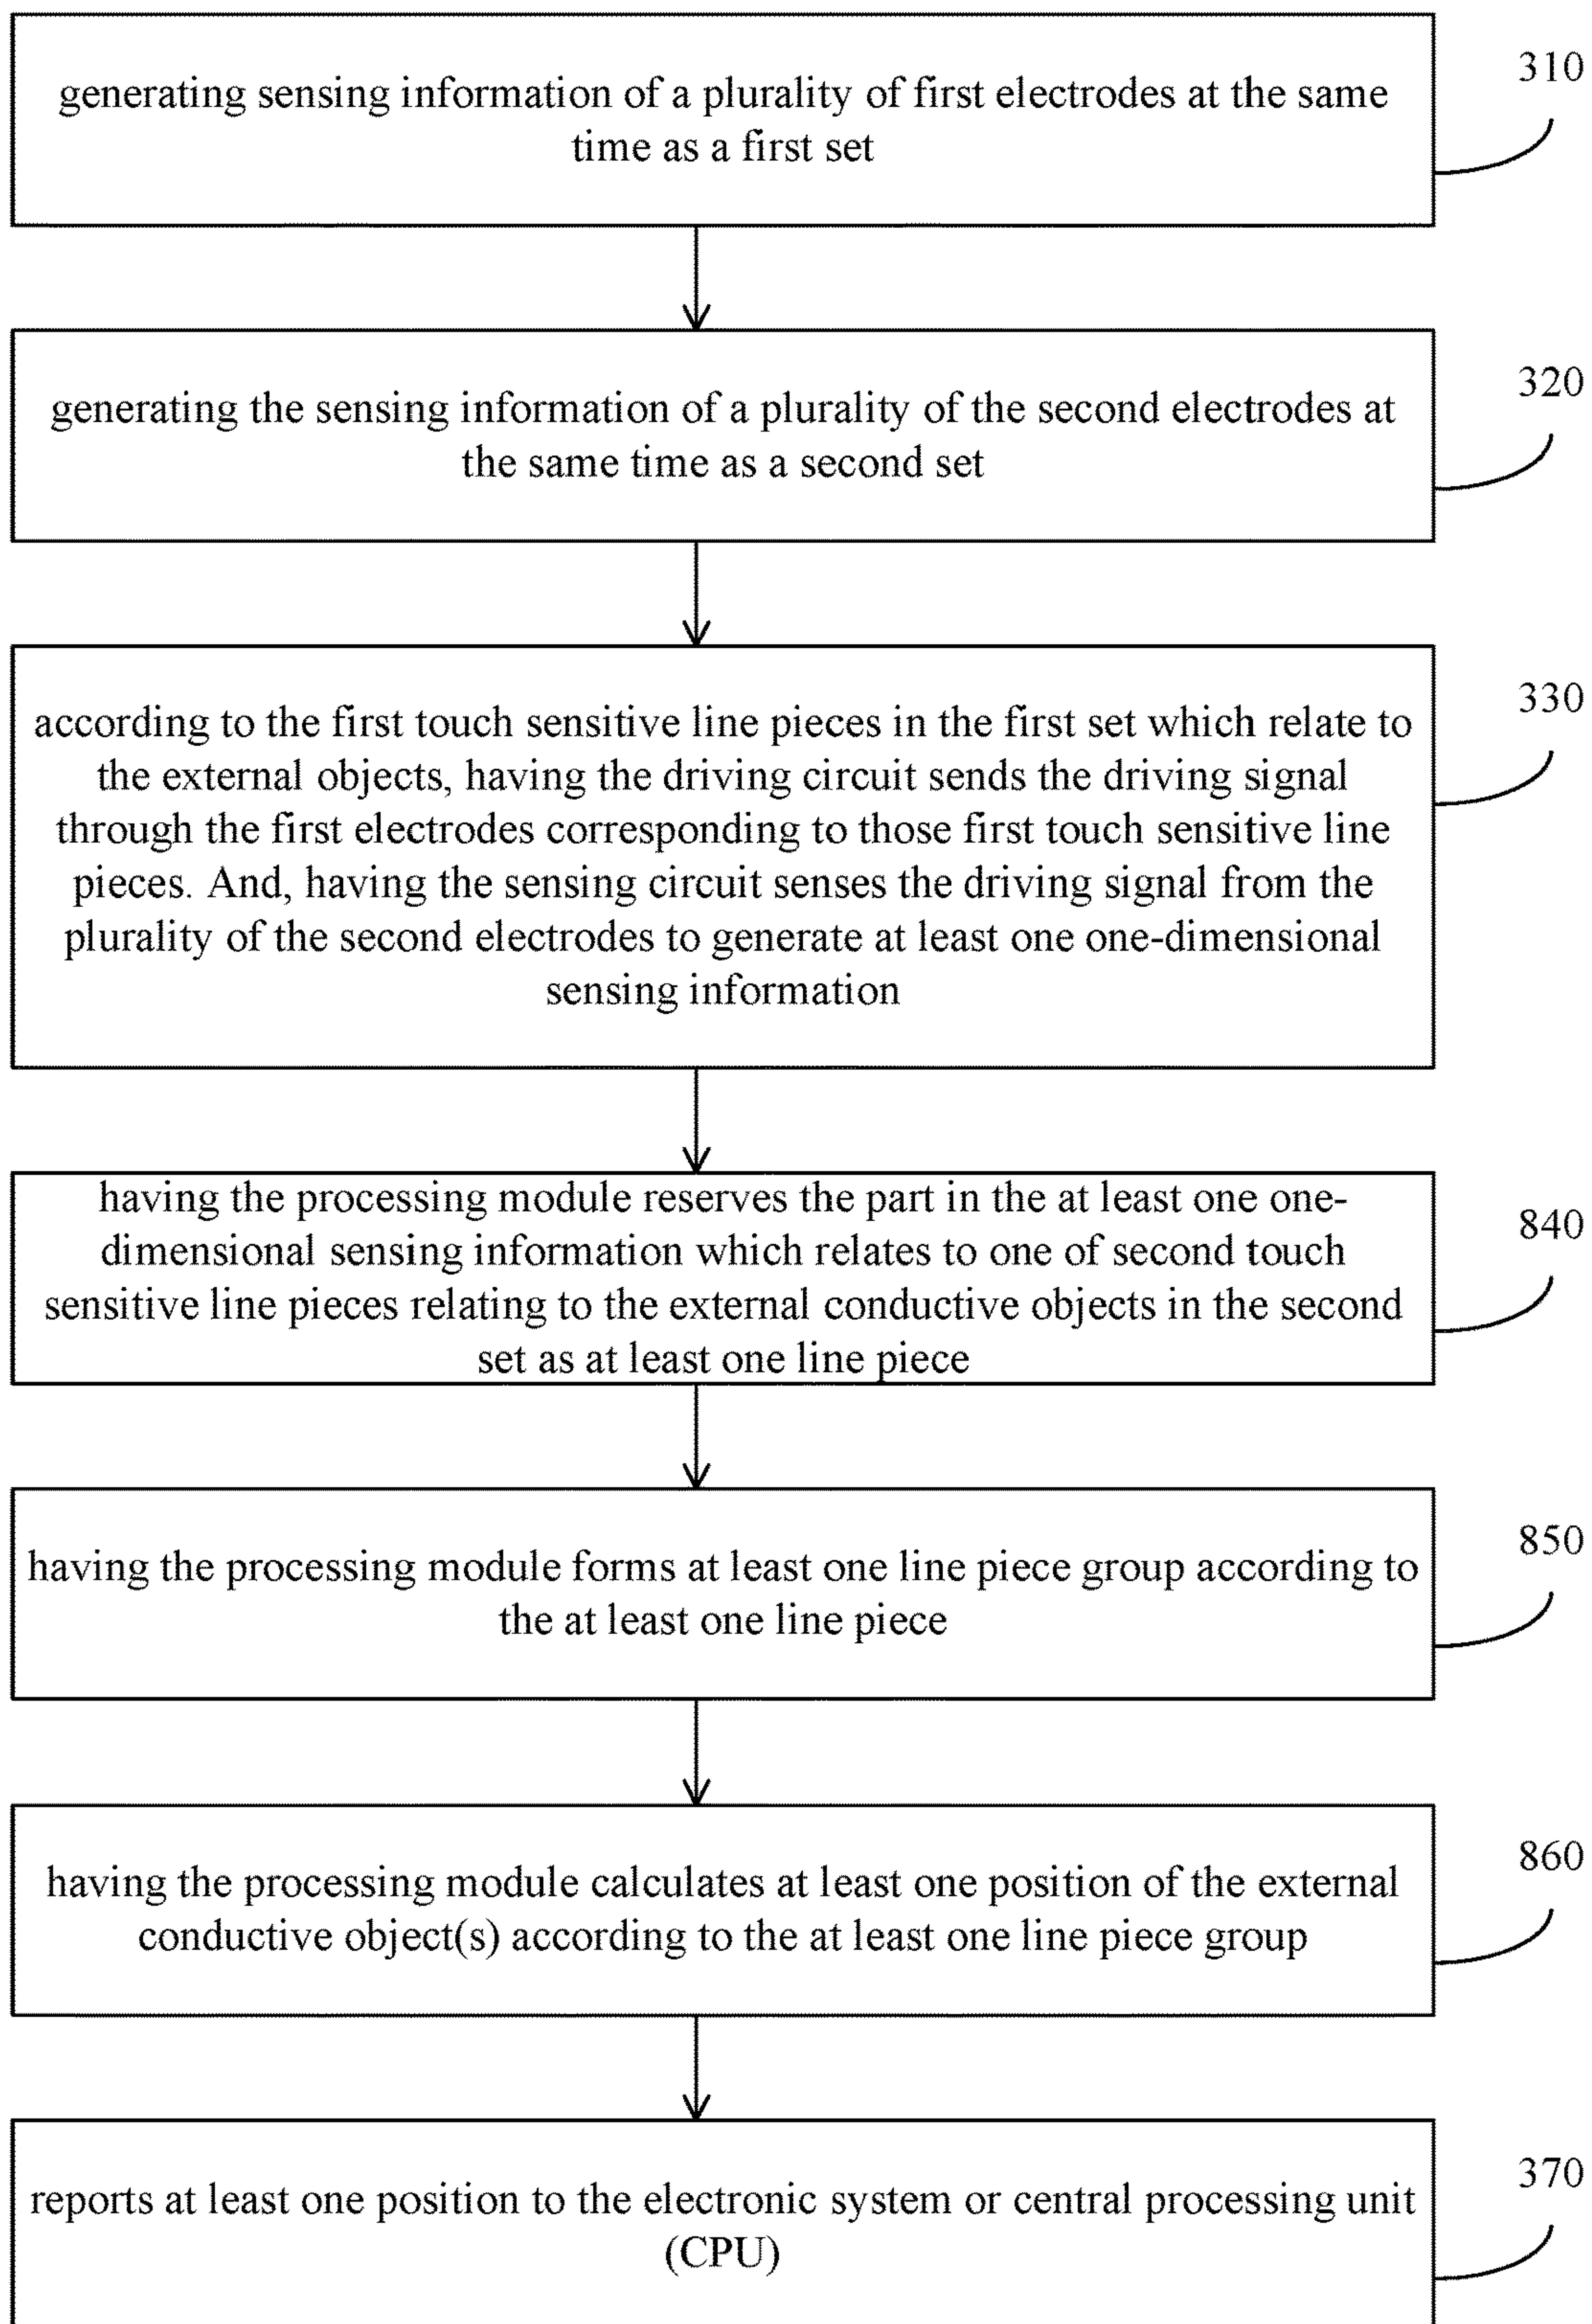 generating sensing information of a plurality of first electrodes at the same
time as a first set
310
generating the sensing information of a plurality of the second electrodes at
the same time as a second set
320
according to the first touch sensitive line pieces in the first set which relate to
the external objects, having the driving circuit sends the driving signal
through the first electrodes corresponding to those first touch sensitive line
pieces. And, having the sensing circuit senses the driving signal from the
plurality of the second electrodes to generate at least one one-dimensional
sensing information
330
having the processing module reserves the part in the at least one one-
dimensional sensing information which relates to one of second touch
sensitive line pieces relating to the external conductive objects in the second
set as at least one line piece
840
having the processing module forms at least one line piece group according to
the at least one line piece
850
having the processing module calculates at least one position of the external
conductive object(s) according to the at least one line piece group
860
reports at least one position to the electronic system or central processing unit
(CPU)
370